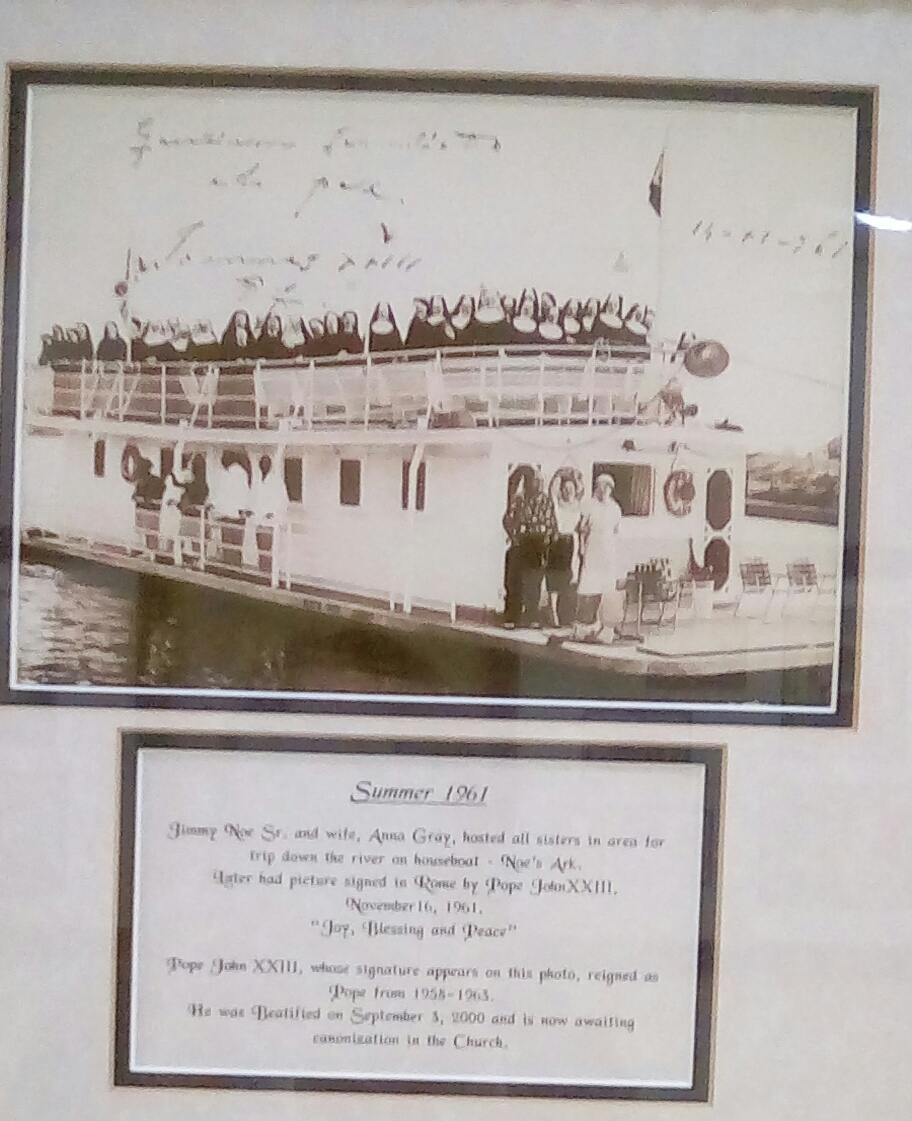 Joannes XXIII
Summer 1961
Jimmy Noe Sr. and wife, Anna Gray, hosted all sisters in area for
trip down the river on houseboat - Noe's Ark.
Later had picture signed in Rome by Pope JohnXXIII,
November 16, 1961.
"Joy, Blessing and Peace"
Pope John XXIII, whose signature appears on this photo, reigned as
Pope from 1958-1963.
He was Beatified on September 3, 2000 and is now awaiting
canonization in the Church.